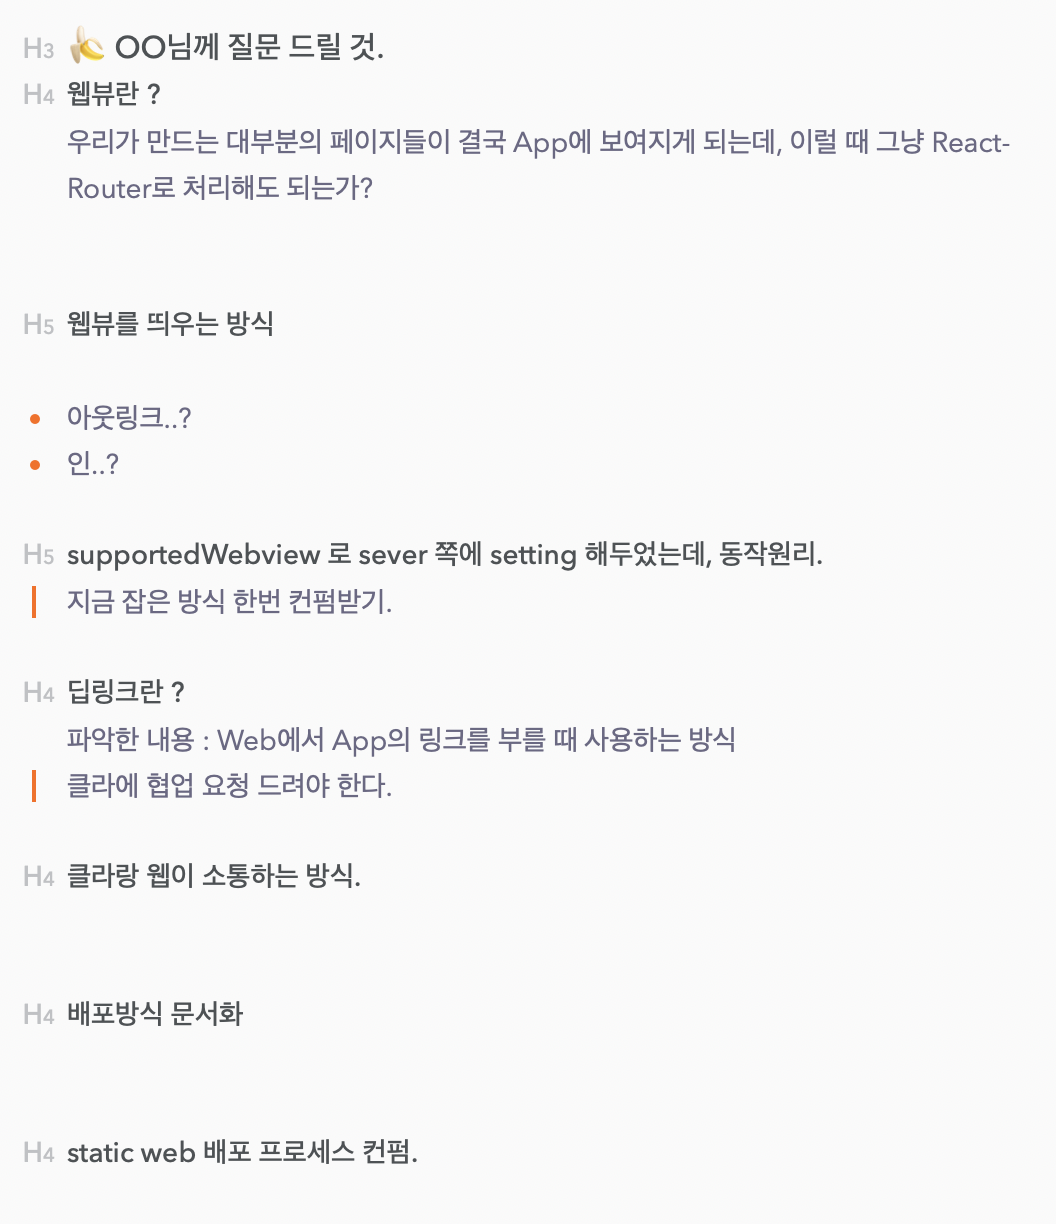 H3 🍌 OO님께 질문 드릴 것.
H4 웹뷰란 ?
우리가 만드는 대부분의 페이지들이 결국 App에 보여지게 되는데, 이럴 때 그냥 React-
Router로 처리해도 되는가?
H5 웹뷰를 띄우는 방식
• 아웃링크..?
• 인..?
H5 supportedWebview 로 sever 쪽에 setting 해두었는데, 동작원리.
지금 잡은 방식 한번 컨펌받기.
H4 딥링크란 ?
파악한 내용 : Web에서 App의 링크를 부를 때 사용하는 방식
클라에 협업 요청 드려야 한다.
H4 클라랑 웹이 소통하는 방식.
H4 배포방식 문서화
H4 static web 배포 프로세스 컨펌.